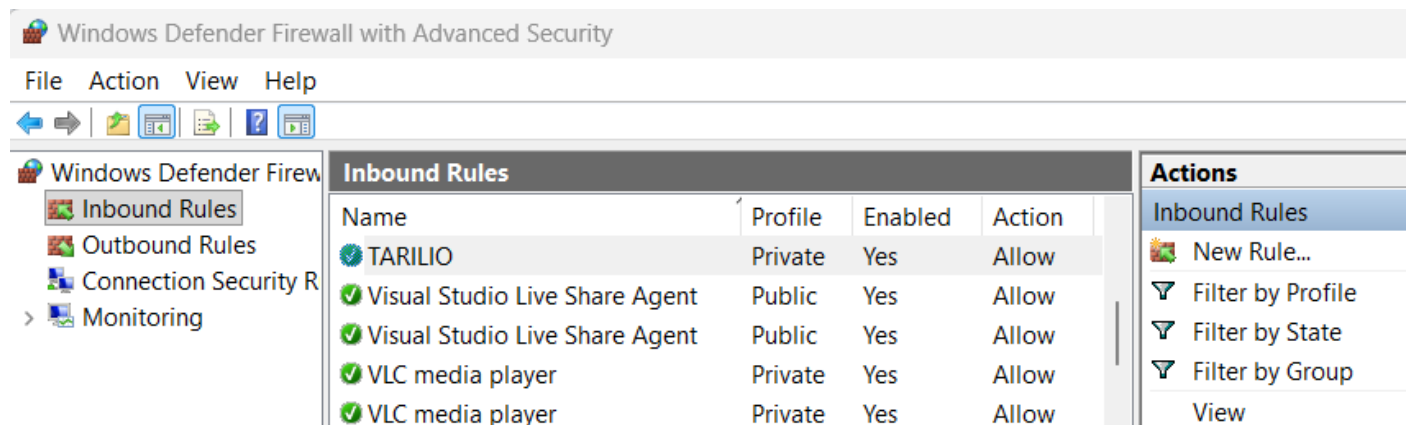 Windows Defender Firewall with Advanced Security
File Action View Help
Windows Defender Firew
Inbound Rules
Outbound Rules
Connection Security R
Monitoring
Inbound Rules
Name Profile Enabled Action
TARILIO Private Yes Allow
Visual Studio Live Share Agent Public Yes Allow
Visual Studio Live Share Agent Public Yes Allow
VLC media player Private Yes Allow
VLC media player Private Yes Allow
Actions
Inbound Rules
New Rule...
Filter by Profile
Filter by State
Filter by Group
View